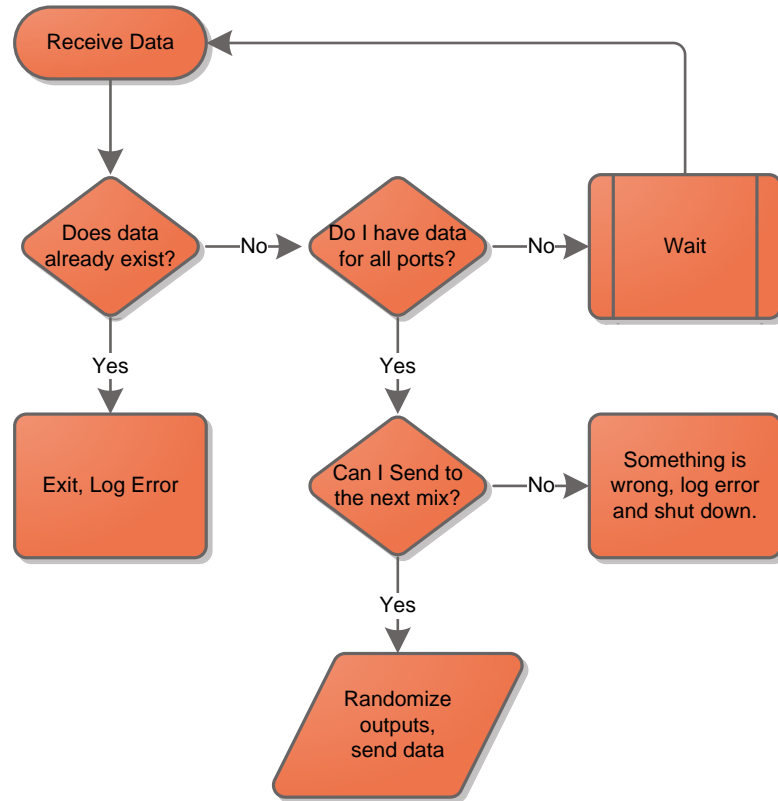 Receive Data
Does data
already exist?
No
Do I have data
for all ports?
No
Wait
Yes
Yes
Exit, Log Error
Can I Send to
the next mix?
No
Something is
wrong, log error
and shut down.
Yes
Randomize
outputs,
send data